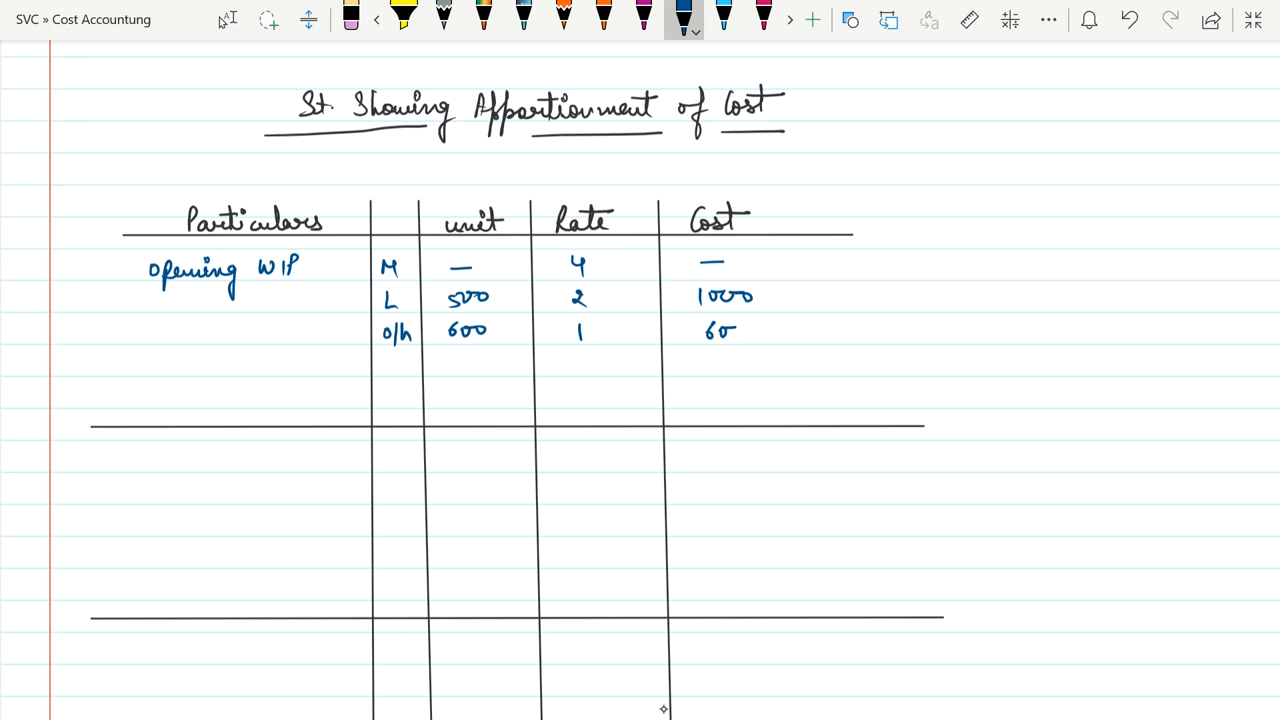 SVC » Cost Accountung
St. Showing Apportionment of Cost
Particulars unit Rate Cost
Opening WIP M — 4 —
L 500 2 1000
O/h 600 1 60